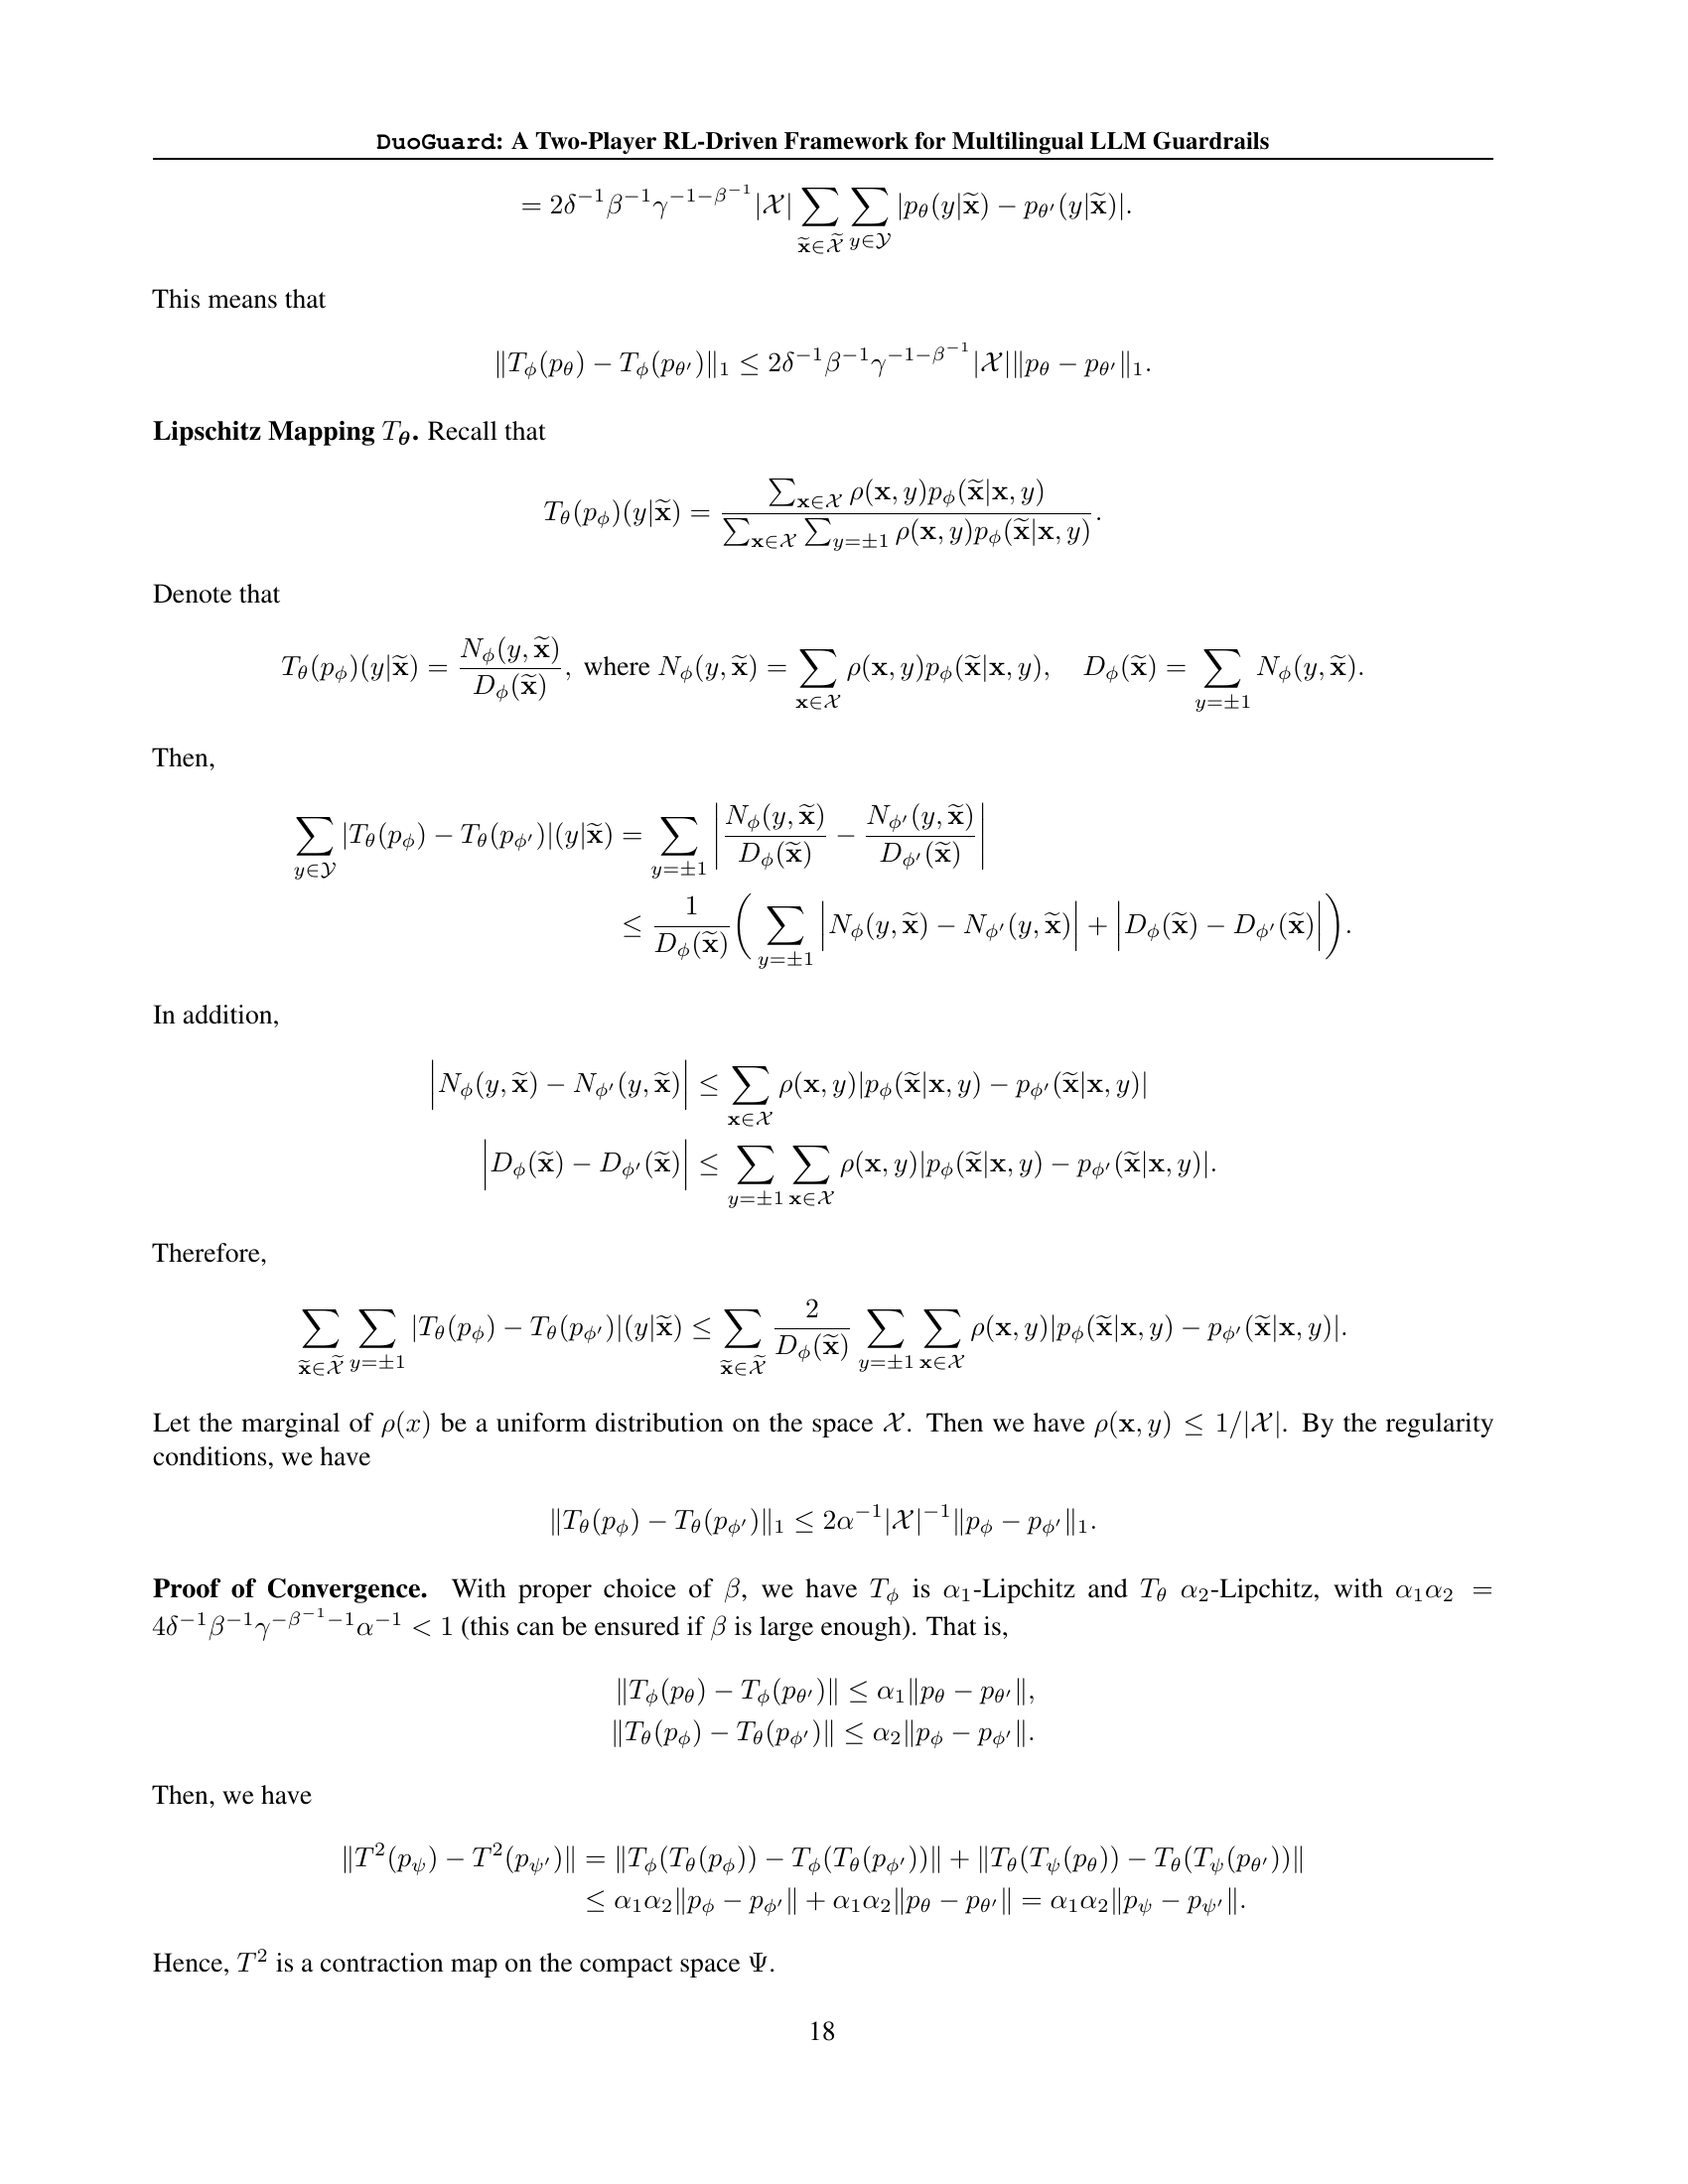 DuoGuard: A Two-Player RL-Driven Framework for Multilingual LLM Guardrails
$= 2\delta^{-1}\beta^{-1}\gamma^{-1-\beta^{-1}}|\mathcal{X}| \sum_{\widetilde{\mathbf{x}}\in\widetilde{\mathcal{X}}} \sum_{y\in\mathcal{Y}} |p_\theta(y|\widetilde{\mathbf{x}}) - p_{\theta'}(y|\widetilde{\mathbf{x}})|.$
This means that
$\|T_\phi(p_\theta) - T_\phi(p_{\theta'})\|_1 \leq 2\delta^{-1}\beta^{-1}\gamma^{-1-\beta^{-1}}|\mathcal{X}|\|p_\theta - p_{\theta'}\|_1.$
Lipschitz Mapping $T_\theta$. Recall that
$T_\theta(p_\phi)(y|\widetilde{\mathbf{x}}) = \frac{\sum_{\mathbf{x}\in\mathcal{X}} \rho(\mathbf{x}, y)p_\phi(\widetilde{\mathbf{x}}|\mathbf{x}, y)}{\sum_{\mathbf{x}\in\mathcal{X}} \sum_{y=\pm 1} \rho(\mathbf{x}, y)p_\phi(\widetilde{\mathbf{x}}|\mathbf{x}, y)}.$
Denote that
$T_\theta(p_\phi)(y|\widetilde{\mathbf{x}}) = \frac{N_\phi(y, \widetilde{\mathbf{x}})}{D_\phi(\widetilde{\mathbf{x}})}, \text{ where } N_\phi(y, \widetilde{\mathbf{x}}) = \sum_{\mathbf{x}\in\mathcal{X}} \rho(\mathbf{x}, y)p_\phi(\widetilde{\mathbf{x}}|\mathbf{x}, y), \quad D_\phi(\widetilde{\mathbf{x}}) = \sum_{y=\pm 1} N_\phi(y, \widetilde{\mathbf{x}}).$
Then,
$\sum_{y\in\mathcal{Y}} |T_\theta(p_\phi) - T_\theta(p_{\phi'})|(y|\widetilde{\mathbf{x}}) = \sum_{y=\pm 1} \left| \frac{N_\phi(y, \widetilde{\mathbf{x}})}{D_\phi(\widetilde{\mathbf{x}})} - \frac{N_{\phi'}(y, \widetilde{\mathbf{x}})}{D_{\phi'}(\widetilde{\mathbf{x}})} \right|$
$\leq \frac{1}{D_\phi(\widetilde{\mathbf{x}})} \left( \sum_{y=\pm 1} \left| N_\phi(y, \widetilde{\mathbf{x}}) - N_{\phi'}(y, \widetilde{\mathbf{x}}) \right| + \left| D_\phi(\widetilde{\mathbf{x}}) - D_{\phi'}(\widetilde{\mathbf{x}}) \right| \right).$
In addition,
$\left| N_\phi(y, \widetilde{\mathbf{x}}) - N_{\phi'}(y, \widetilde{\mathbf{x}}) \right| \leq \sum_{\mathbf{x}\in\mathcal{X}} \rho(\mathbf{x}, y)|p_\phi(\widetilde{\mathbf{x}}|\mathbf{x}, y) - p_{\phi'}(\widetilde{\mathbf{x}}|\mathbf{x}, y)|$
$\left| D_\phi(\widetilde{\mathbf{x}}) - D_{\phi'}(\widetilde{\mathbf{x}}) \right| \leq \sum_{y=\pm 1} \sum_{\mathbf{x}\in\mathcal{X}} \rho(\mathbf{x}, y)|p_\phi(\widetilde{\mathbf{x}}|\mathbf{x}, y) - p_{\phi'}(\widetilde{\mathbf{x}}|\mathbf{x}, y)|.$
Therefore,
$\sum_{\widetilde{\mathbf{x}}\in\widetilde{\mathcal{X}}} \sum_{y=\pm 1} |T_\theta(p_\phi) - T_\theta(p_{\phi'})|(y|\widetilde{\mathbf{x}}) \leq \sum_{\widetilde{\mathbf{x}}\in\widetilde{\mathcal{X}}} \frac{2}{D_\phi(\widetilde{\mathbf{x}})} \sum_{y=\pm 1} \sum_{\mathbf{x}\in\mathcal{X}} \rho(\mathbf{x}, y)|p_\phi(\widetilde{\mathbf{x}}|\mathbf{x}, y) - p_{\phi'}(\widetilde{\mathbf{x}}|\mathbf{x}, y)|.$
Let the marginal of $\rho(x)$ be a uniform distribution on the space $\mathcal{X}$. Then we have $\rho(\mathbf{x}, y) \leq 1/|\mathcal{X}|$. By the regularity
conditions, we have
$\|T_\theta(p_\phi) - T_\theta(p_{\phi'})\|_1 \leq 2\alpha^{-1}|\mathcal{X}|^{-1}\|p_\phi - p_{\phi'}\|_1.$
Proof of Convergence. With proper choice of $\beta$, we have $T_\phi$ is $\alpha_1$-Lipchitz and $T_\theta$ $\alpha_2$-Lipchitz, with $\alpha_1\alpha_2 =$
$4\delta^{-1}\beta^{-1}\gamma^{-\beta^{-1}-1}\alpha^{-1} < 1$ (this can be ensured if $\beta$ is large enough). That is,
$\|T_\phi(p_\theta) - T_\phi(p_{\theta'})\| \leq \alpha_1\|p_\theta - p_{\theta'}\|,$
$\|T_\theta(p_\phi) - T_\theta(p_{\phi'})\| \leq \alpha_2\|p_\phi - p_{\phi'}\|.$
Then, we have
$\|T^2(p_\psi) - T^2(p_{\psi'})\| = \|T_\phi(T_\theta(p_\phi)) - T_\phi(T_\theta(p_{\phi'}))\| + \|T_\theta(T_\psi(p_\theta)) - T_\theta(T_\psi(p_{\theta'}))\|$
$\leq \alpha_1\alpha_2\|p_\phi - p_{\phi'}\| + \alpha_1\alpha_2\|p_\theta - p_{\theta'}\| = \alpha_1\alpha_2\|p_\psi - p_{\psi'}\|.$
Hence, $T^2$ is a contraction map on the compact space $\Psi$.
18